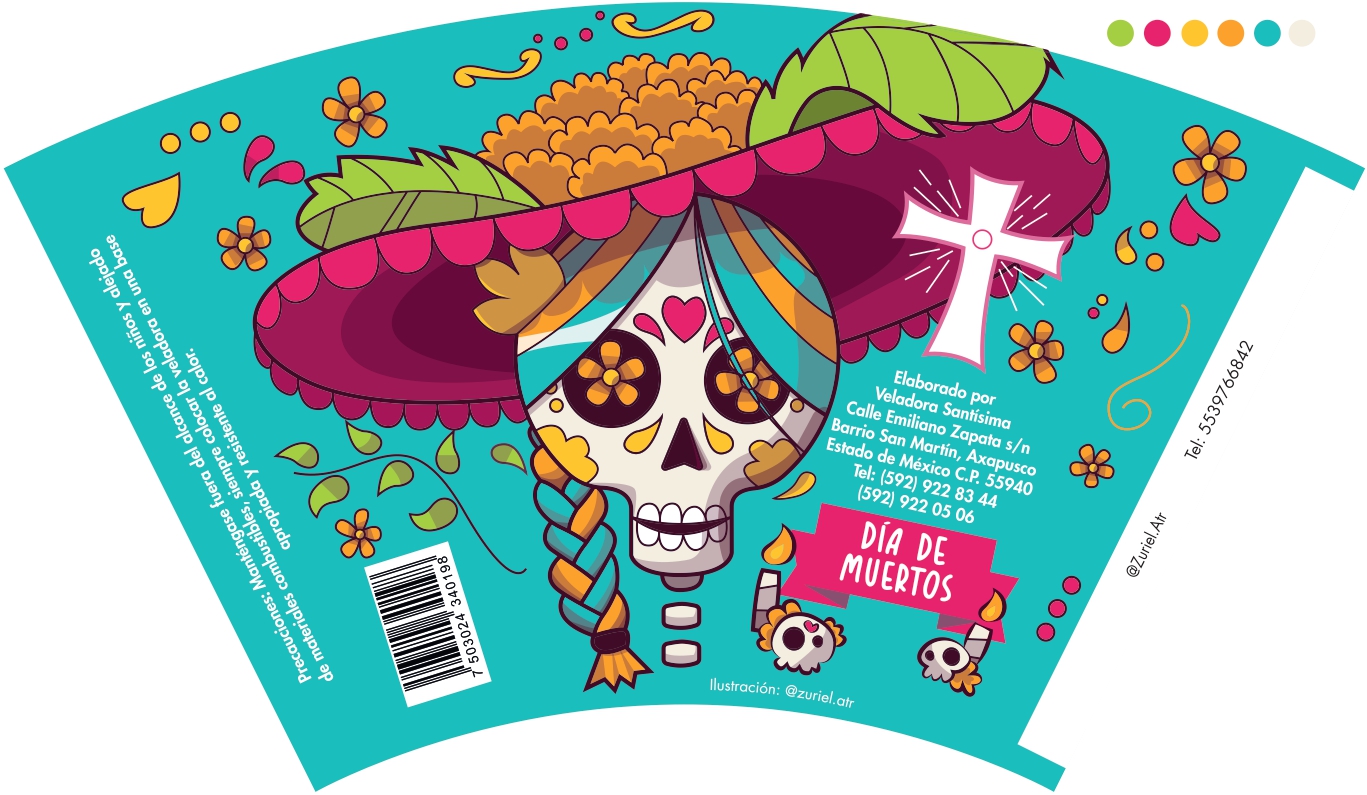 Precauciones: Manténgase fuera del alcance de los niños y alejado
de materiales combustibles, siempre colocar la veladora en una base
apropiada y resistente al calor.
7 503024 340198
Elaborado por
Veladora Santísima
Calle Emiliano Zapata s/n
Barrio San Martín, Axapusco
Estado de México C.P. 55940
Tel: (592) 922 83 44
(592) 922 05 06
DÍA DE
MUERTOS
Ilustración: @zuriel.atr
@Zuriel.Atr
Tel: 5539766842